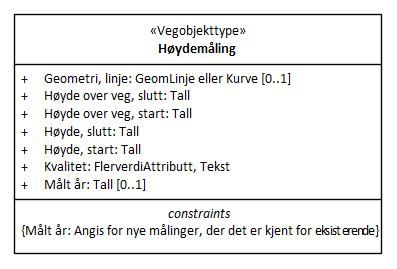 «Vegobjekttype»
Høydemåling
+ Geometri, linje: GeomLinje eller Kurve [0..1]
+ Høyde over veg, slutt: Tall
+ Høyde over veg, start: Tall
+ Høyde, slutt: Tall
+ Høyde, start: Tall
+ Kvalitet: FlerverdiAttributt, Tekst
+ Målt år: Tall [0..1]
constraints
{Målt år: Angis for nye målinger, der det er kjent for eksisterende}